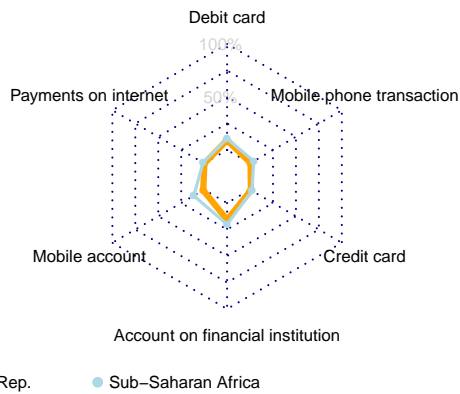 Debit card
100%
Payments on internet
50%
Mobile phone transaction
Mobile account
Credit card
Account on financial institution
Rep.
Sub−Saharan Africa